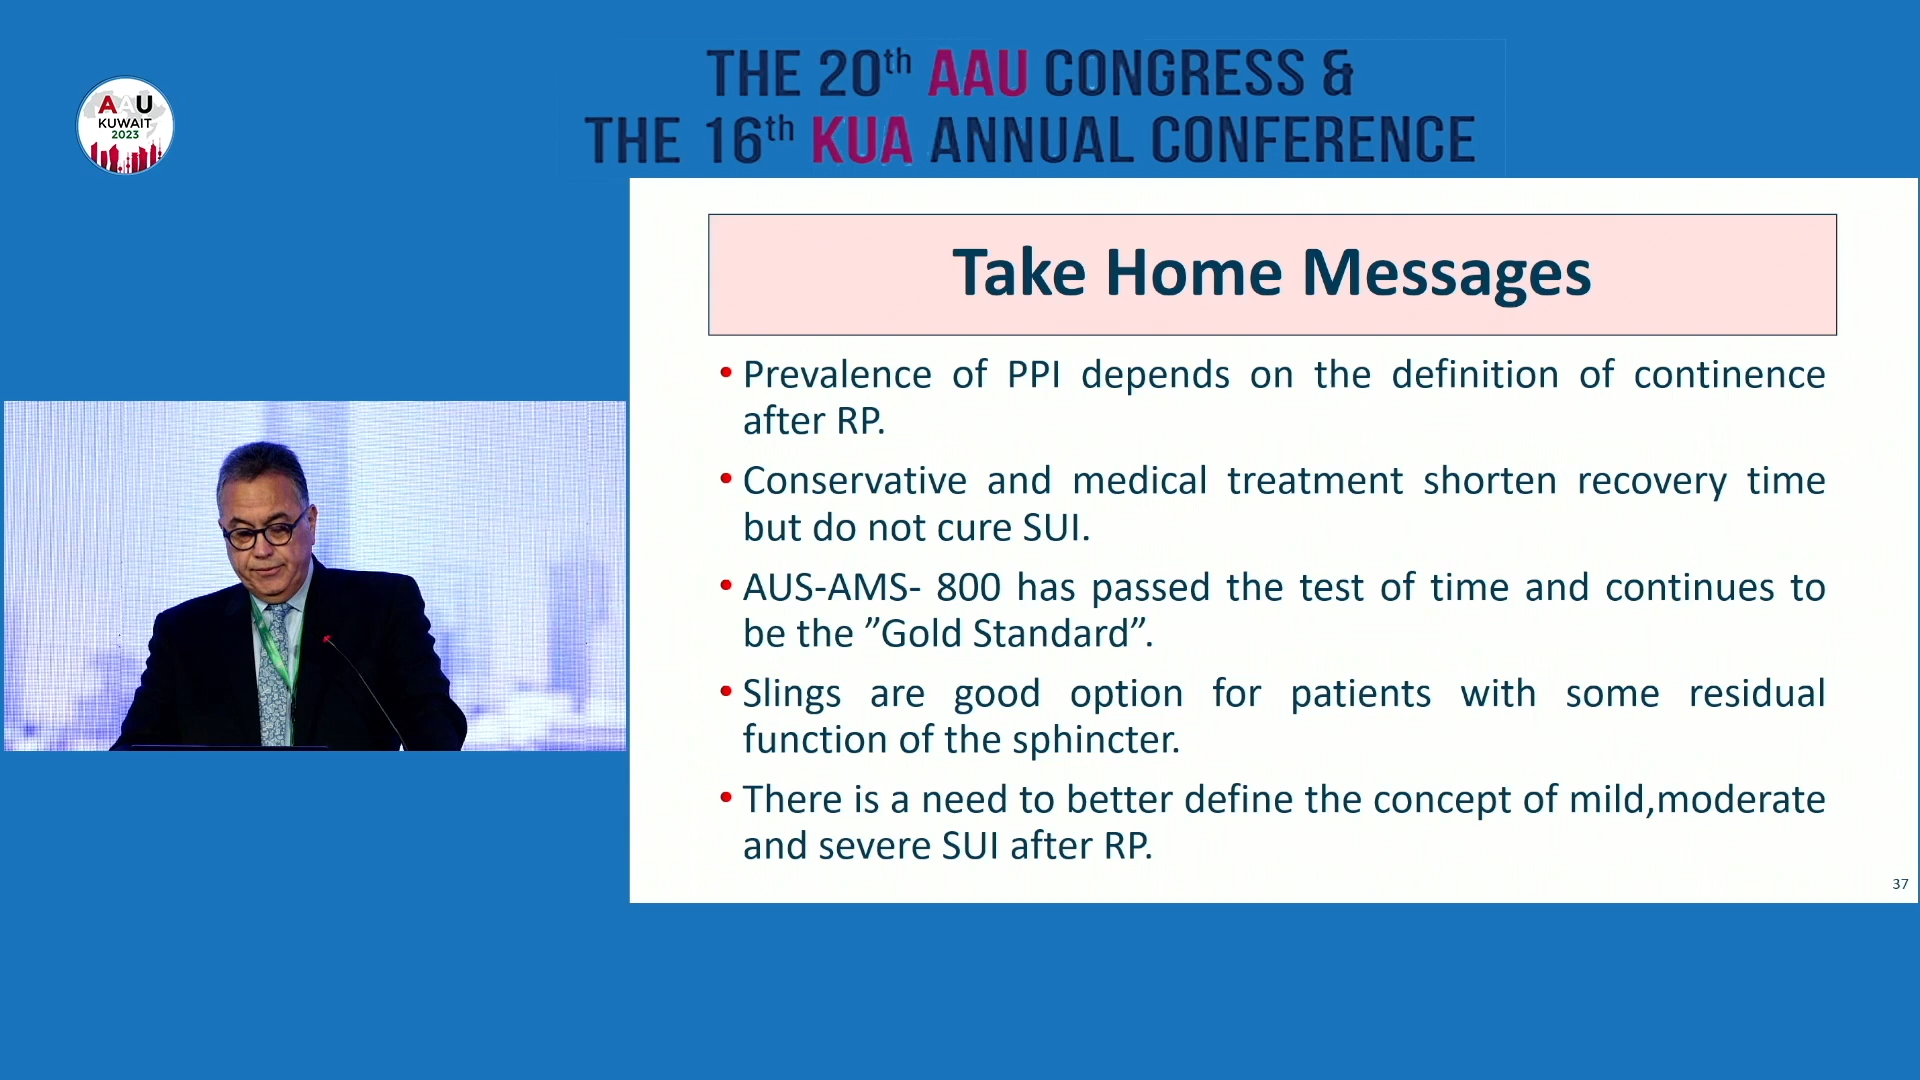 AAU
KUWAIT
2023
THE 20th AAU CONGRESS &
THE 16th KUA ANNUAL CONFERENCE
Take Home Messages
• Prevalence of PPI depends on the definition of continence
after RP.
• Conservative and medical treatment shorten recovery time
but do not cure SUI.
• AUS-AMS- 800 has passed the test of time and continues to
be the ”Gold Standard”.
• Slings are good option for patients with some residual
function of the sphincter.
• There is a need to better define the concept of mild,moderate
and severe SUI after RP.
37